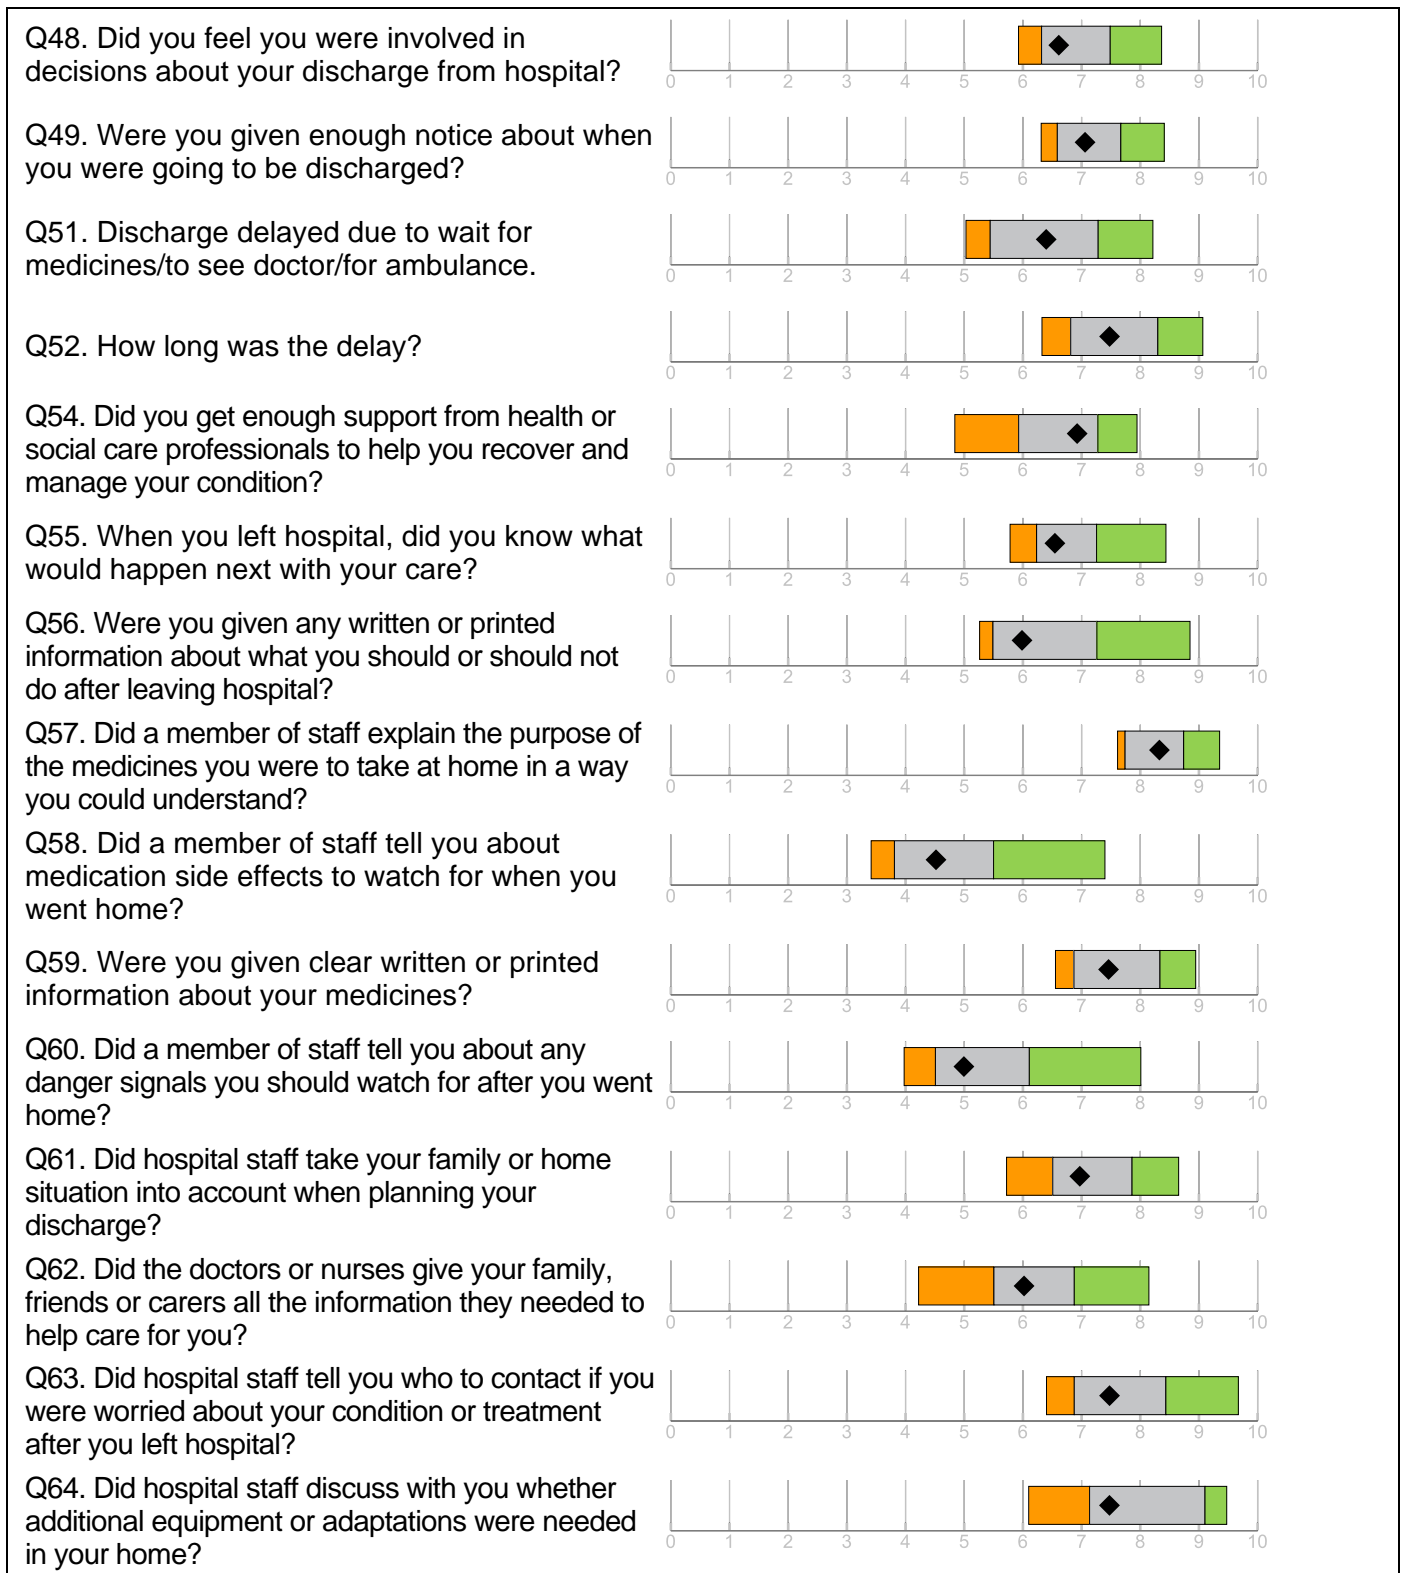 Q48. Did you feel you were involved in
decisions about your discharge from hospital?
0 1 2 3 4 5 6 7 8 9 10
Q49. Were you given enough notice about when
you were going to be discharged?
0 1 2 3 4 5 6 7 8 9 10
Q51. Discharge delayed due to wait for
medicines/to see doctor/for ambulance.
0 1 2 3 4 5 6 7 8 9 10
Q52. How long was the delay?
0 1 2 3 4 5 6 7 8 9 10
Q54. Did you get enough support from health or
social care professionals to help you recover and
manage your condition?
0 1 2 3 4 5 6 7 8 9 10
Q55. When you left hospital, did you know what
would happen next with your care?
0 1 2 3 4 5 6 7 8 9 10
Q56. Were you given any written or printed
information about what you should or should not
do after leaving hospital?
0 1 2 3 4 5 6 7 8 9 10
Q57. Did a member of staff explain the purpose of
the medicines you were to take at home in a way
you could understand?
0 1 2 3 4 5 6 7 8 9 10
Q58. Did a member of staff tell you about
medication side effects to watch for when you
went home?
0 1 2 3 4 5 6 7 8 9 10
Q59. Were you given clear written or printed
information about your medicines?
0 1 2 3 4 5 6 7 8 9 10
Q60. Did a member of staff tell you about any
danger signals you should watch for after you went
home?
0 1 2 3 4 5 6 7 8 9 10
Q61. Did hospital staff take your family or home
situation into account when planning your
discharge?
0 1 2 3 4 5 6 7 8 9 10
Q62. Did the doctors or nurses give your family,
friends or carers all the information they needed to
help care for you?
0 1 2 3 4 5 6 7 8 9 10
Q63. Did hospital staff tell you who to contact if you
were worried about your condition or treatment
after you left hospital?
0 1 2 3 4 5 6 7 8 9 10
Q64. Did hospital staff discuss with you whether
additional equipment or adaptations were needed
in your home?
0 1 2 3 4 5 6 7 8 9 10